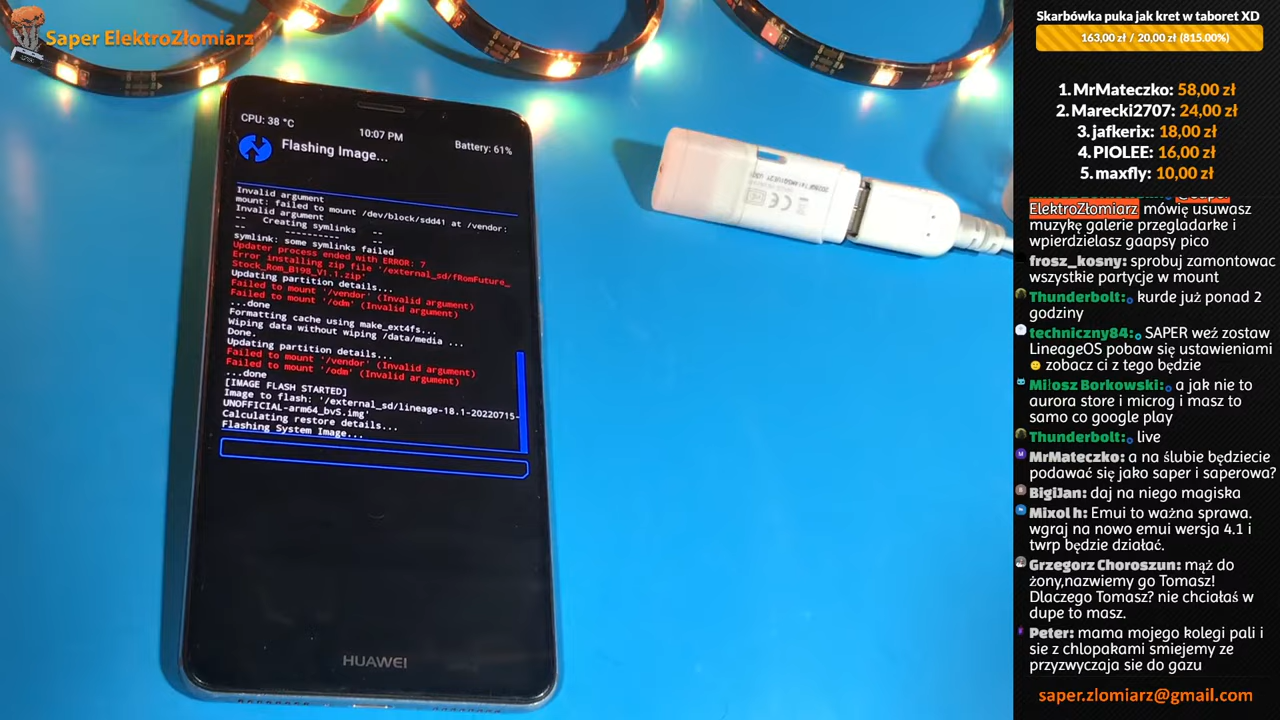 Saper ElektroZłomiarz
CPU: 38 °C
10:07 PM
Battery: 61%
Flashing Image...
Invalid argument
mount: failed to mount /dev/block/sdd41 at /vendor:
Invalid argument
-- Creating symlinks --
-- ---------- --
symlink: some symlinks failed
Updater process ended with ERROR: 7
Error installing zip file '/external_sd/fRomFuture_
Stock_Rom_B198_V1.1.zip'
Updating partition details...
Failed to mount '/vendor' (Invalid argument)
Failed to mount '/odm' (Invalid argument)
...done
Formatting cache using make_ext4fs...
Wiping data without wiping /data/media ...
Done.
Updating partition details...
Failed to mount '/vendor' (Invalid argument)
Failed to mount '/odm' (Invalid argument)
...done
[IMAGE FLASH STARTED]
Image to flash: '/external_sd/lineage-18.1-20220715-
UNOFFICIAL-arm64_bvS.img'
Calculating restore details...
Flashing System Image...
HUAWEI
Skarbówka puka jak kret w taboret XD
163,00 zł / 20,00 zł (815.00%)
1. MrMateczko: 58,00 zł
2. Marecki2707: 24,00 zł
3. jafkerix: 18,00 zł
4. PIOLEE: 16,00 zł
5. maxfly: 10,00 zł
ElektroZłomiarz mówię usuwasz
muzykę galerie przegladarke i
wpierdzielasz gaapsy pico
frosz_kosny: sprobuj zamontowac
wszystkie partycje w mount
Thunderbolt: kurde już ponad 2
godziny
techniczny84: SAPER weź zostaw
LineageOS pobaw się ustawieniami
🙂 zobacz ci z tego będzie
Miłosz Borkowski: a jak nie to
aurora store i microg i masz to
samo co google play
Thunderbolt: live
MrMateczko: a na ślubie będziecie
podawać się jako saper i saperowa?
BiglJan: daj na niego magiska
Mixol h: Emui to ważna sprawa.
wgraj na nowo emui wersja 4.1 i
twrp będzie działać.
Grzegorz Choroszun: mąż do
żony,nazwiemy go Tomasz!
Dlaczego Tomasz? nie chciałaś w
dupe to masz.
Peter: mama mojego kolegi pali i
sie z chlopakami smiejemy ze
przyzwyczaja sie do gazu
saper.zlomiarz@gmail.com